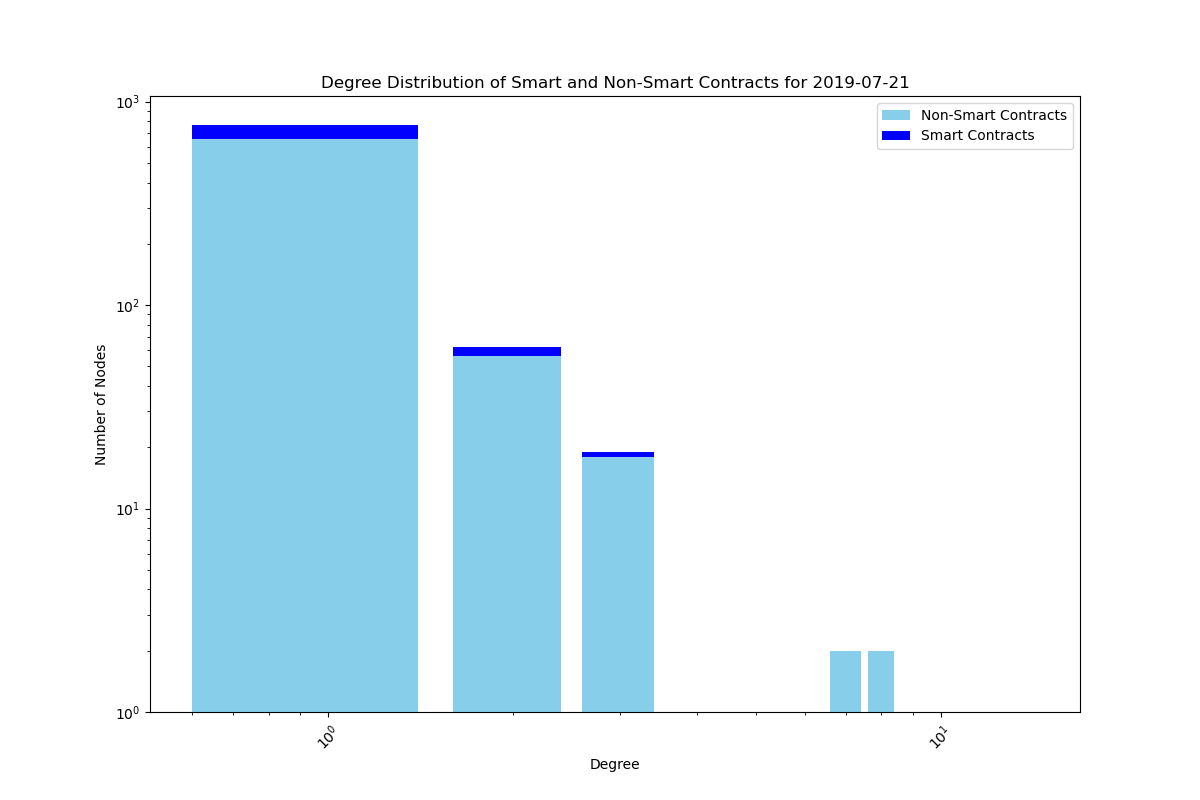 Degree Distribution of Smart and Non-Smart Contracts for 2019-07-21
Non-Smart Contracts
Smart Contracts
Number of Nodes
10³
10²
10¹
10⁰
10⁰
10¹
Degree